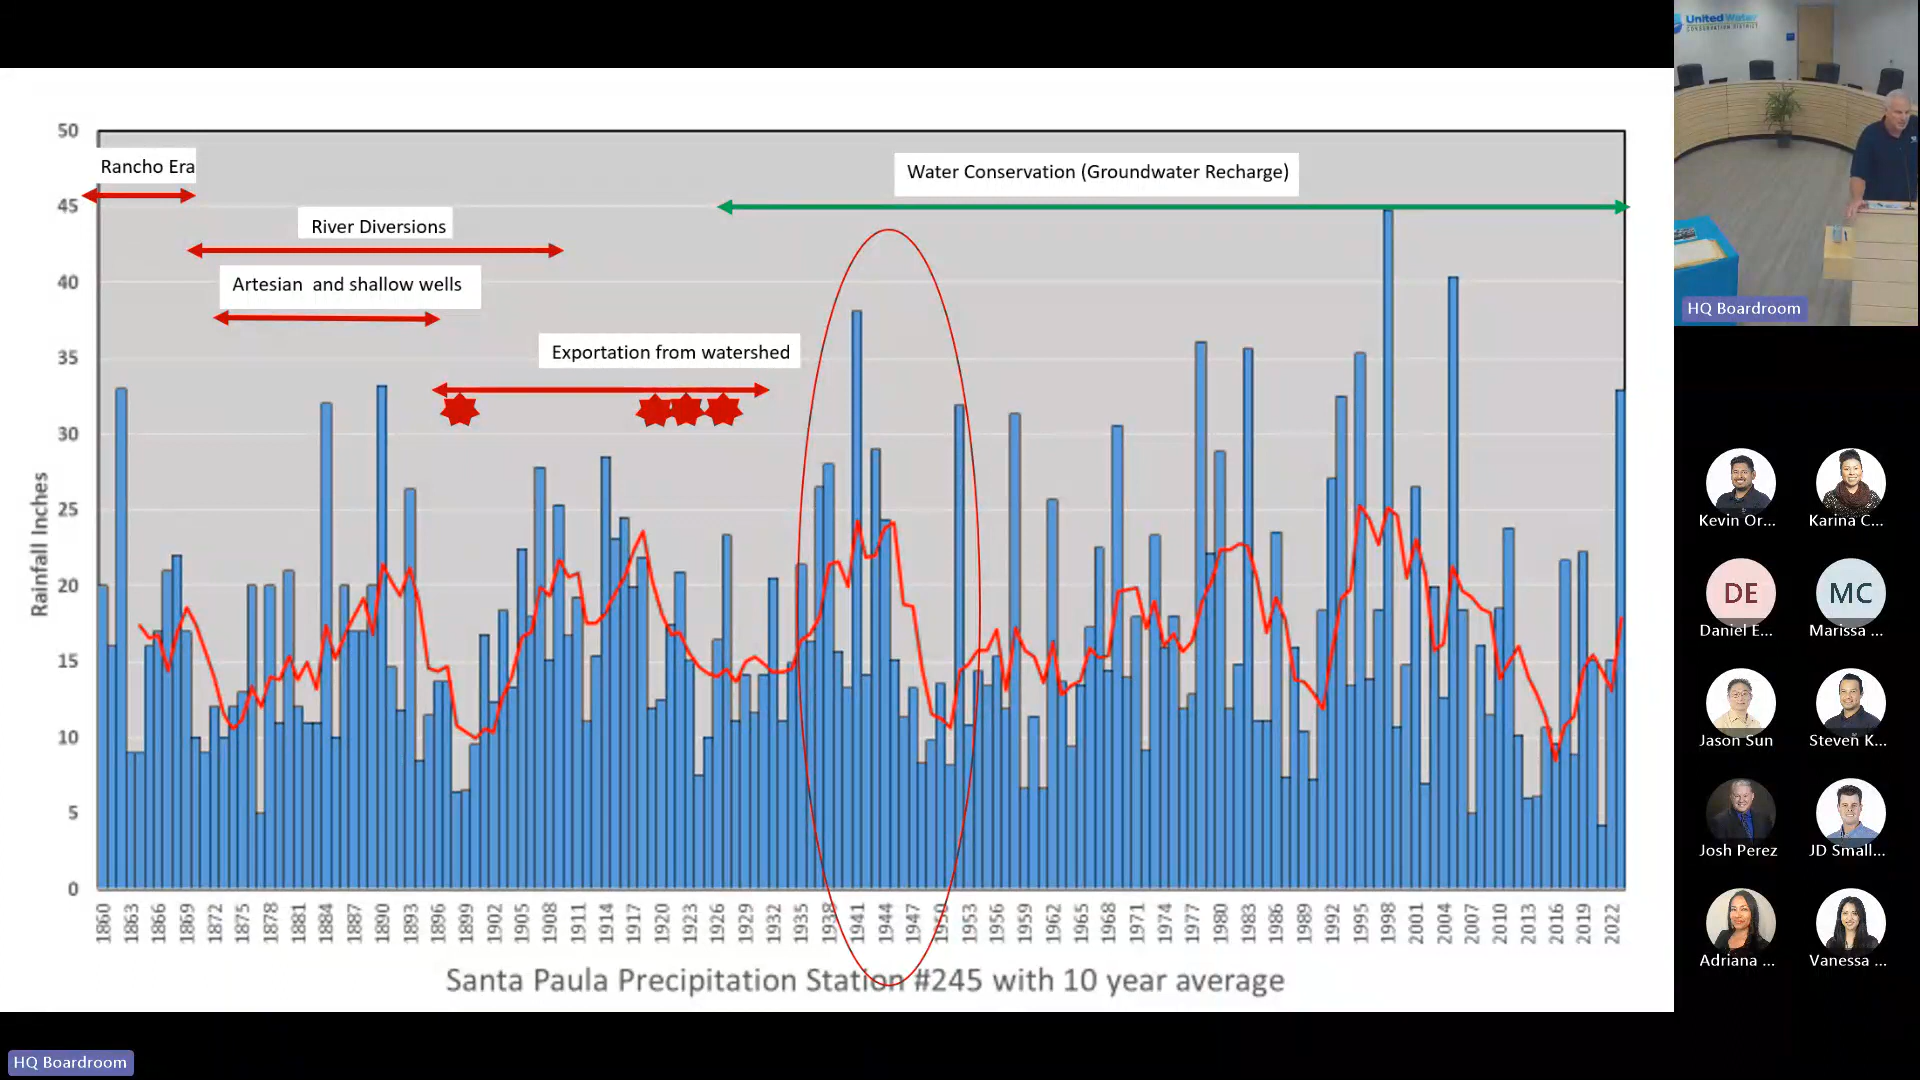 United Water
CONSERVATION DISTRICT
HQ Boardroom
50
45
40
35
30
25
20
15
10
5
0
Rainfall Inches
Rancho Era
River Diversions
Artesian and shallow wells
Exportation from watershed
Water Conservation (Groundwater Recharge)
1860 1863 1866 1869 1872 1875 1878 1881 1884 1887 1890 1893 1896 1899 1902 1905 1908 1911 1914 1917 1920 1923 1926 1929 1932 1935 1938 1941 1944 1947 1950 1953 1956 1959 1962 1965 1968 1971 1974 1977 1980 1983 1986 1989 1992 1995 1998 2001 2004 2007 2010 2013 2016 2019 2022
Santa Paula Precipitation Station #245 with 10 year average
Kevin Or...
Karina C...
DE
MC
Daniel E...
Marissa ...
Jason Sun
Steven K...
Josh Perez
JD Small...
Adriana ...
Vanessa ...
HQ Boardroom